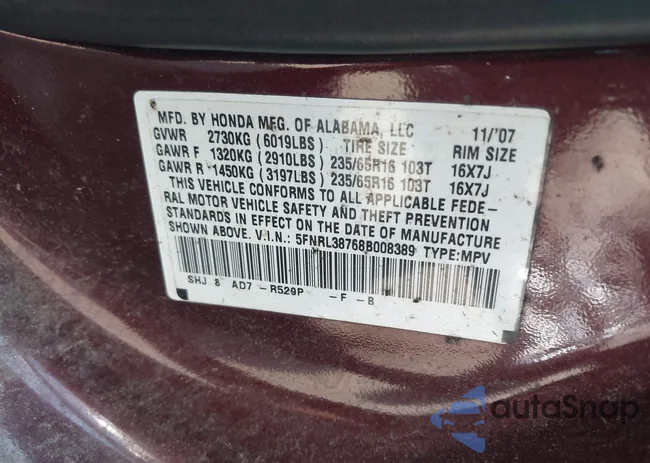 MFD. BY HONDA MFG. OF ALABAMA, LLC 11/'07
GVWR 2730KG (6019LBS) TIRE SIZE RIM SIZE
GAWR F 1320KG (2910LBS) 235/65R16 103T 16X7J
GAWR R 1450KG (3197LBS) 235/65R16 103T 16X7J
THIS VEHICLE CONFORMS TO ALL APPLICABLE FEDE-
RAL MOTOR VEHICLE SAFETY AND THEFT PREVENTION
STANDARDS IN EFFECT ON THE DATE OF MANUFACTURE
SHOWN ABOVE. V.I.N.: 5FNRL38768B008389 TYPE:MPV
SHJ 8 AD7 -R529P -F -B
autoSnap